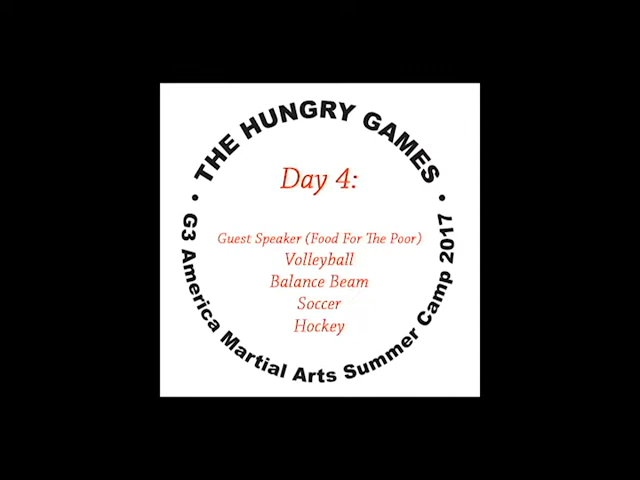 • THE HUNGRY GAMES •
Day 4:
Guest Speaker (Food For The Poor)
Volleyball
Balance Beam
Soccer
Hockey
G3 America Martial Arts Summer Camp 2017